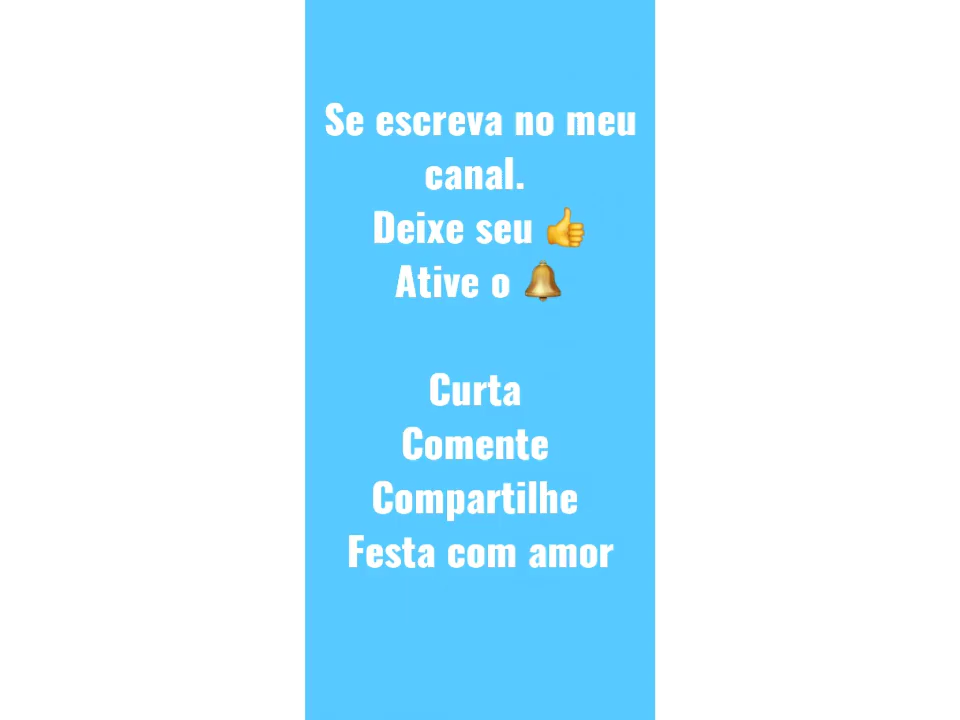 Se escreva no meu
canal.
Deixe seu 👍
Ative o 🔔
Curta
Comente
Compartilhe
Festa com amor